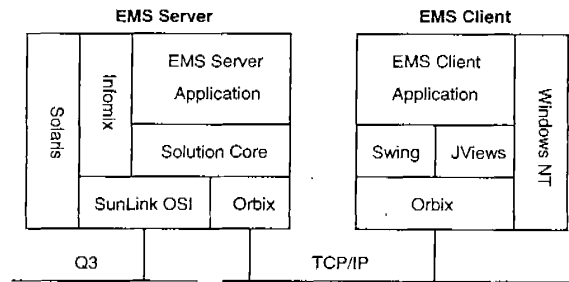 EMS Server
EMS Client
Solaris
Infomix
EMS Server
Application
Solution Core
SunLink OSI
Orbix
EMS Client
Application
Swing
JViews
Orbix
Windows NT
Q3
TCP/IP